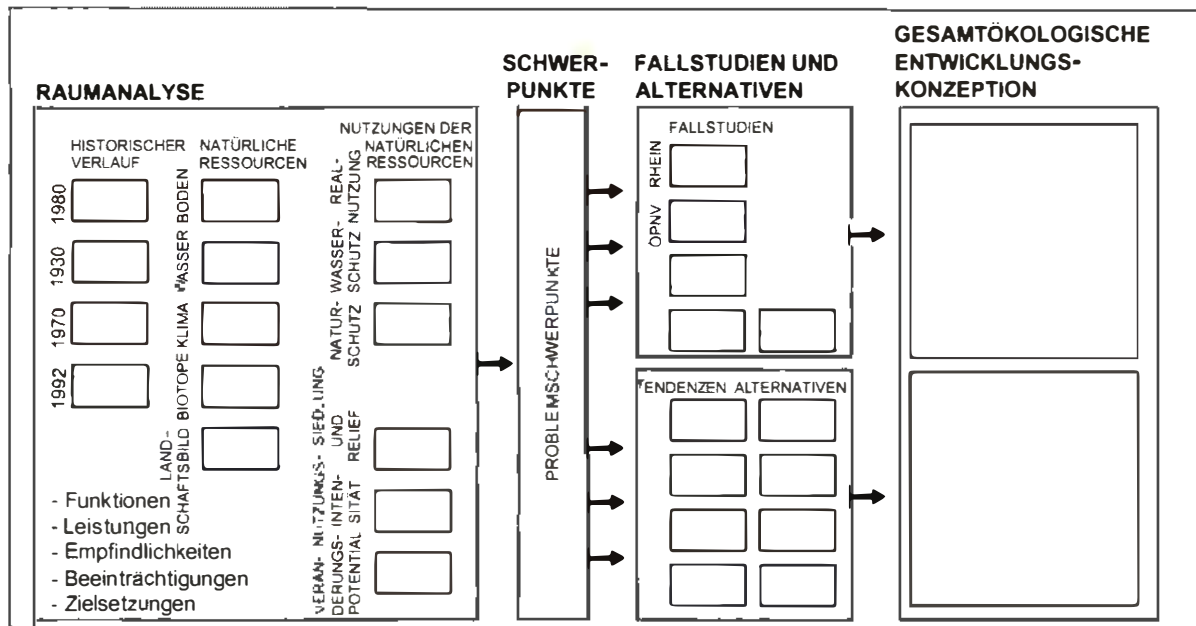 RAUMANALYSE
HISTORISCHER
VERLAUF
1980
1930
1970
1992
NATÜRLICHE
RESSOURCEN
BODEN
WASSER
KLIMA
BIOTOPE
LAND-
SCHAFTSBILD
NUTZUNGEN DER
NATÜRLICHEN
RESSOURCEN
REAL-
NUTZUNG
WASSER-
SCHUTZ
NATUR-
SCHUTZ
SIEDLUNG
UND
RELIEF
NUTZUNGS-
INTEN-
SITÄT
VERAN-
DERUNGS-
POTENTIAL
- Funktionen
- Leistungen
- Empfindlichkeiten
- Beeinträchtigungen
- Zielsetzungen
SCHWER-
PUNKTE
PROBLEMSCHWERPUNKTE
FALLSTUDIEN UND
ALTERNATIVEN
FALLSTUDIEN
RHEIN
ÖPNV
TENDENZEN ALTERNATIVEN
GESAMTÖKOLOGISCHE
ENTWICKLUNGS-
KONZEPTION